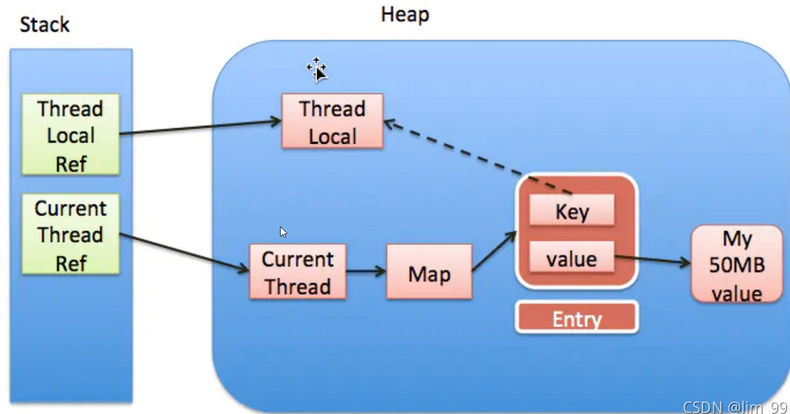 Stack
Heap
Thread
Local
Ref
Thread
Local
Current
Thread
Ref
Key
value
Current
Thread
Map
My
50MB
value
Entry
CSDN @lim_99